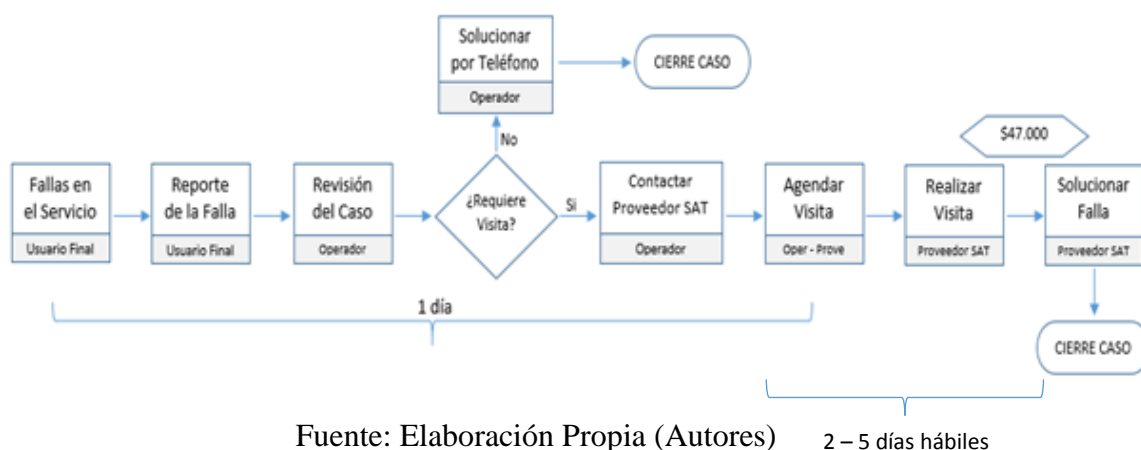 Solucionar
por Teléfono
Operador
CIERRE CASO
No
$47.000
Fallas en
el Servicio
Usuario Final
Reporte
de la Falla
Usuario Final
Revisión
del Caso
Operador
¿Requiere
Visita?
Si
Contactar
Proveedor SAT
Operador
Agendar
Visita
Oper - Prove
Realizar
Visita
Proveedor SAT
Solucionar
Falla
Proveedor SAT
1 día
CIERRE CASO
Fuente: Elaboración Propia (Autores)
2 – 5 días hábiles